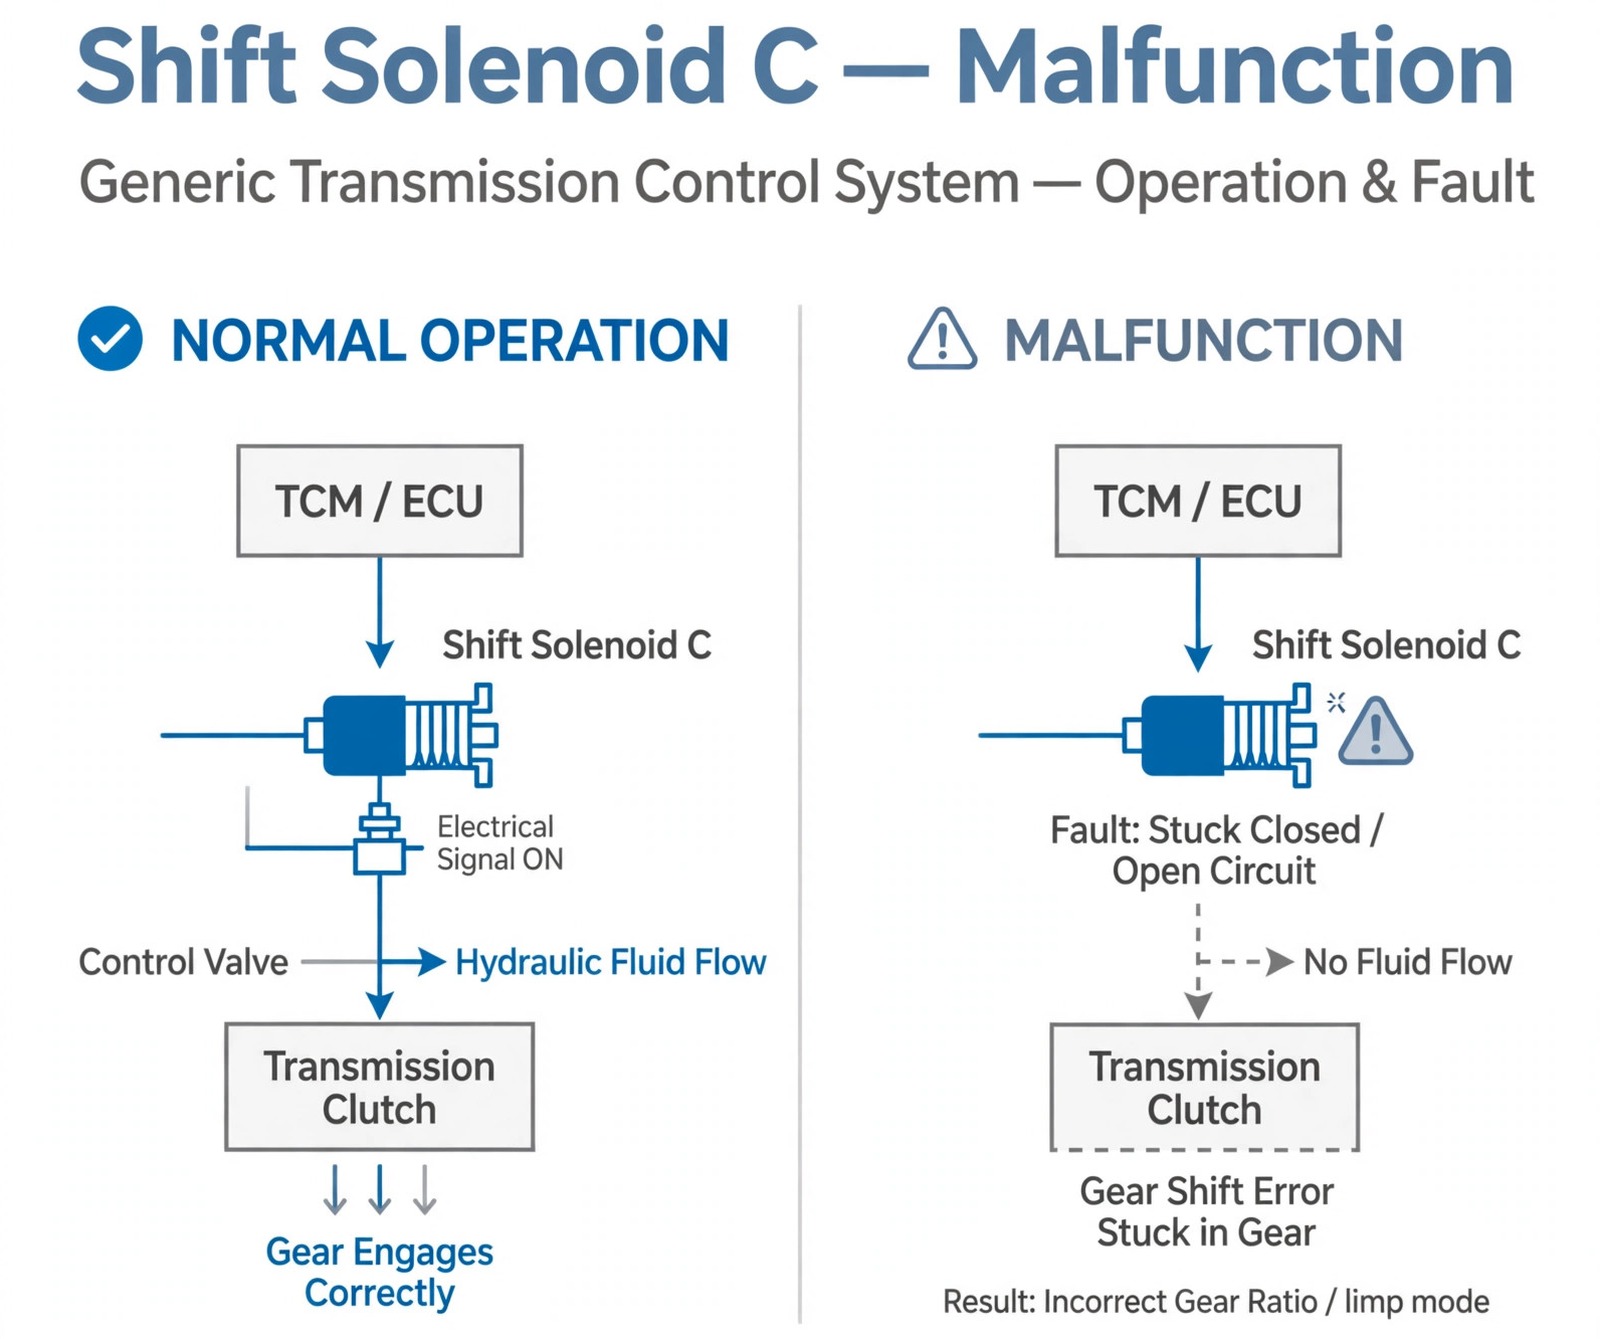 Shift Solenoid C — Malfunction
Generic Transmission Control System — Operation & Fault
NORMAL OPERATION
TCM / ECU
Shift Solenoid C
Electrical
Signal ON
Control Valve
Hydraulic Fluid Flow
Transmission
Clutch
Gear Engages
Correctly
MALFUNCTION
TCM / ECU
Shift Solenoid C
Fault: Stuck Closed /
Open Circuit
No Fluid Flow
Transmission
Clutch
Gear Shift Error
Stuck in Gear
Result: Incorrect Gear Ratio / limp mode